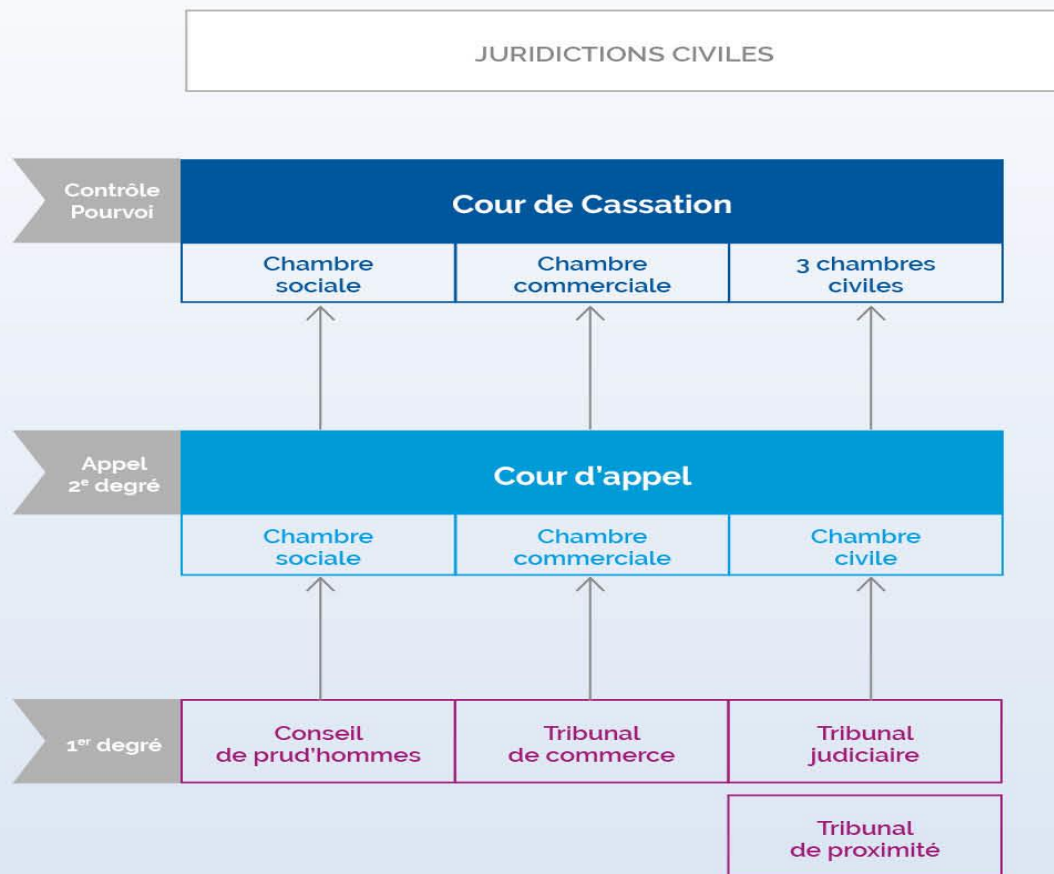 JURIDICTIONS CIVILES
Contrôle
Pourvoi
Cour de Cassation
Chambre
sociale
Chambre
commerciale
3 chambres
civiles
Appel
2e degré
Cour d'appel
Chambre
sociale
Chambre
commerciale
Chambre
civile
1er degré
Conseil
de prud'hommes
Tribunal
de commerce
Tribunal
judiciaire
Tribunal
de proximité